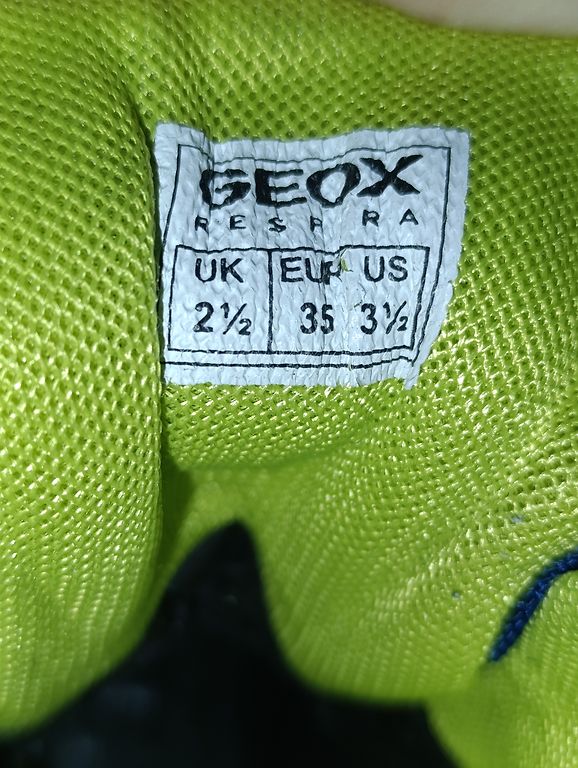 GEOX
RESPIRA
UK EUR US
2½ 35 3½